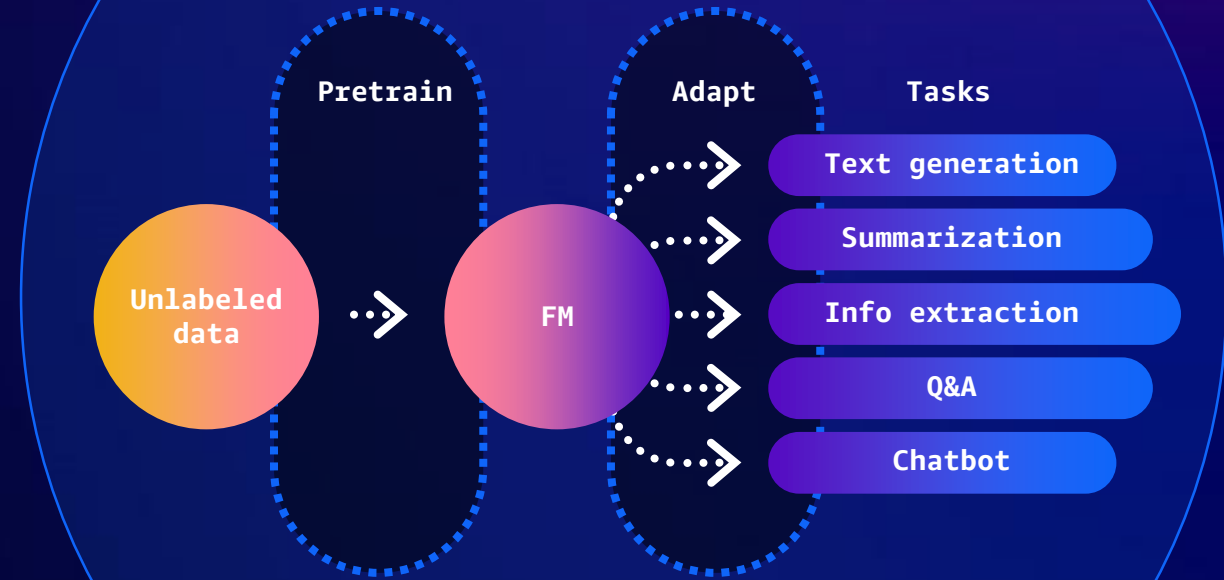 Pretrain
Adapt
Tasks
Unlabeled
data
FM
Text generation
Summarization
Info extraction
Q&A
Chatbot